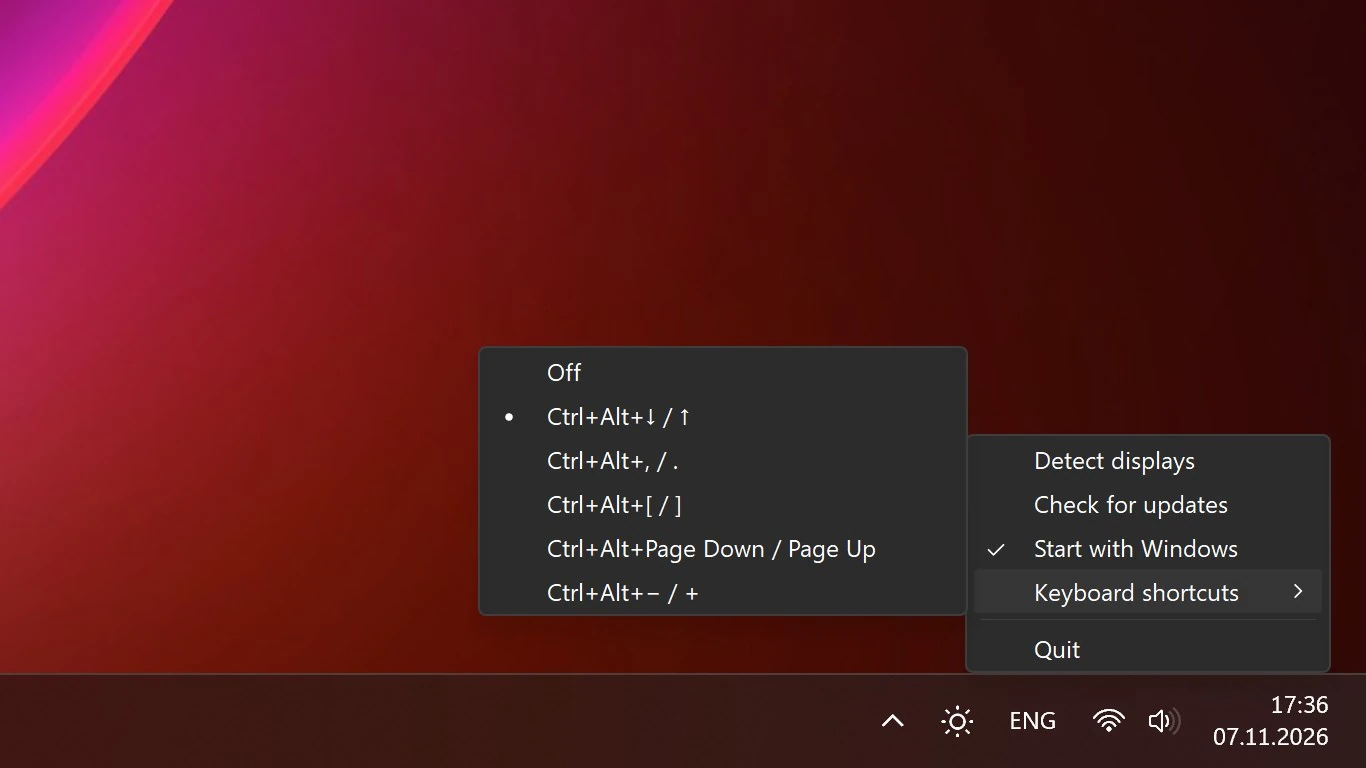 Off
Ctrl+Alt+↓ / ↑
Ctrl+Alt+, / .
Ctrl+Alt+[ / ]
Ctrl+Alt+Page Down / Page Up
Ctrl+Alt+− / +
Detect displays
Check for updates
Start with Windows
Keyboard shortcuts
Quit
ENG
17:36
07.11.2026